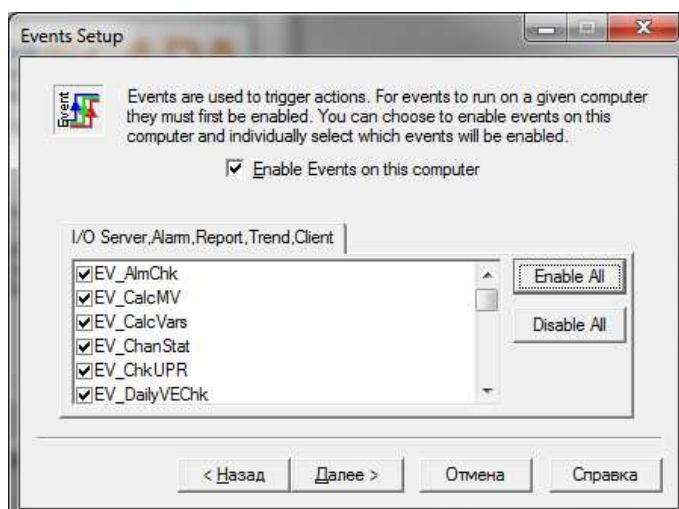 Events Setup
Event
Events are used to trigger actions. For events to run on a given computer
they must first be enabled. You can choose to enable events on this
computer and individually select which events will be enabled.
Enable Events on this computer
I/O Server,Alarm,Report,Trend,Client
EV_AlmChk
EV_CalcMV
EV_CalcVars
EV_ChanStat
EV_ChkUPR
EV_DailyVEChk
Enable All
Disable All
< Назад
Далее >
Отмена
Справка